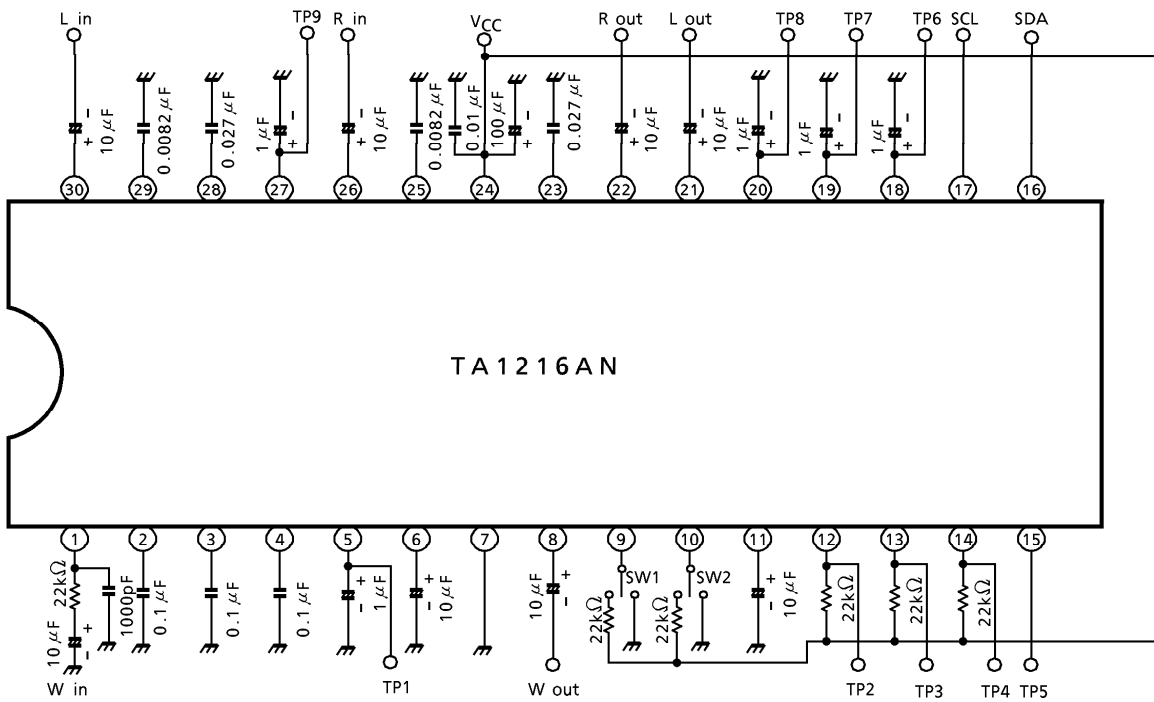 L in
TP9
R in
VCC
R out
L out
TP8
TP7
TP6
SCL
SDA
10μF
0.0082μF
0.027μF
1μF
10μF
0.0082μF
0.01μF
100μF
0.027μF
10μF
10μF
1μF
1μF
1μF
- + - + - + - - + - + - + - + - +
30 29 28 27 26 25 24 23 22 21 20 19 18 17 16
TA1216AN
1 2 3 4 5 6 7 8 9 10 11 12 13 14 15
22kΩ
10μF
+
-
1000pF
0.1μF
0.1μF
0.1μF
+
-
1μF
+
-
10μF
10μF
+
-
SW1
22kΩ
SW2
22kΩ
+
-
10μF
22kΩ
22kΩ
22kΩ
W in
TP1
W out
TP2
TP3
TP4
TP5